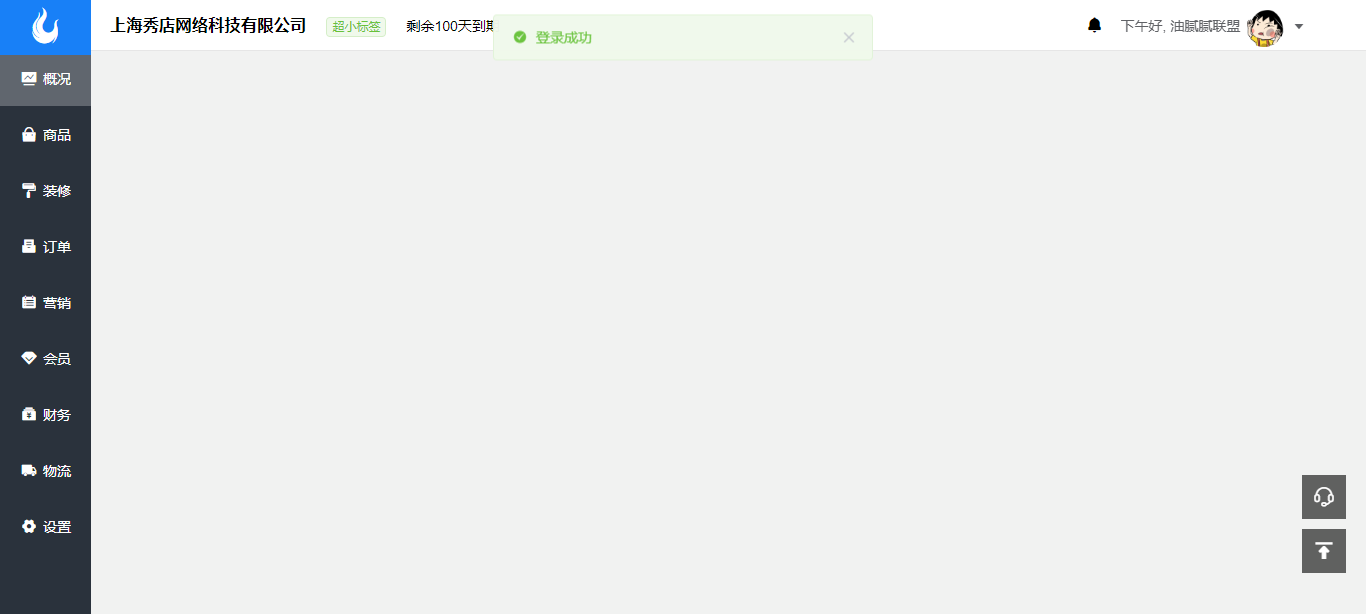 上海秀店网络科技有限公司 超小标签 剩余100天到 登录成功 下午好, 油腻腻联盟
概况
商品
装修
订单
营销
会员
财务
物流
设置